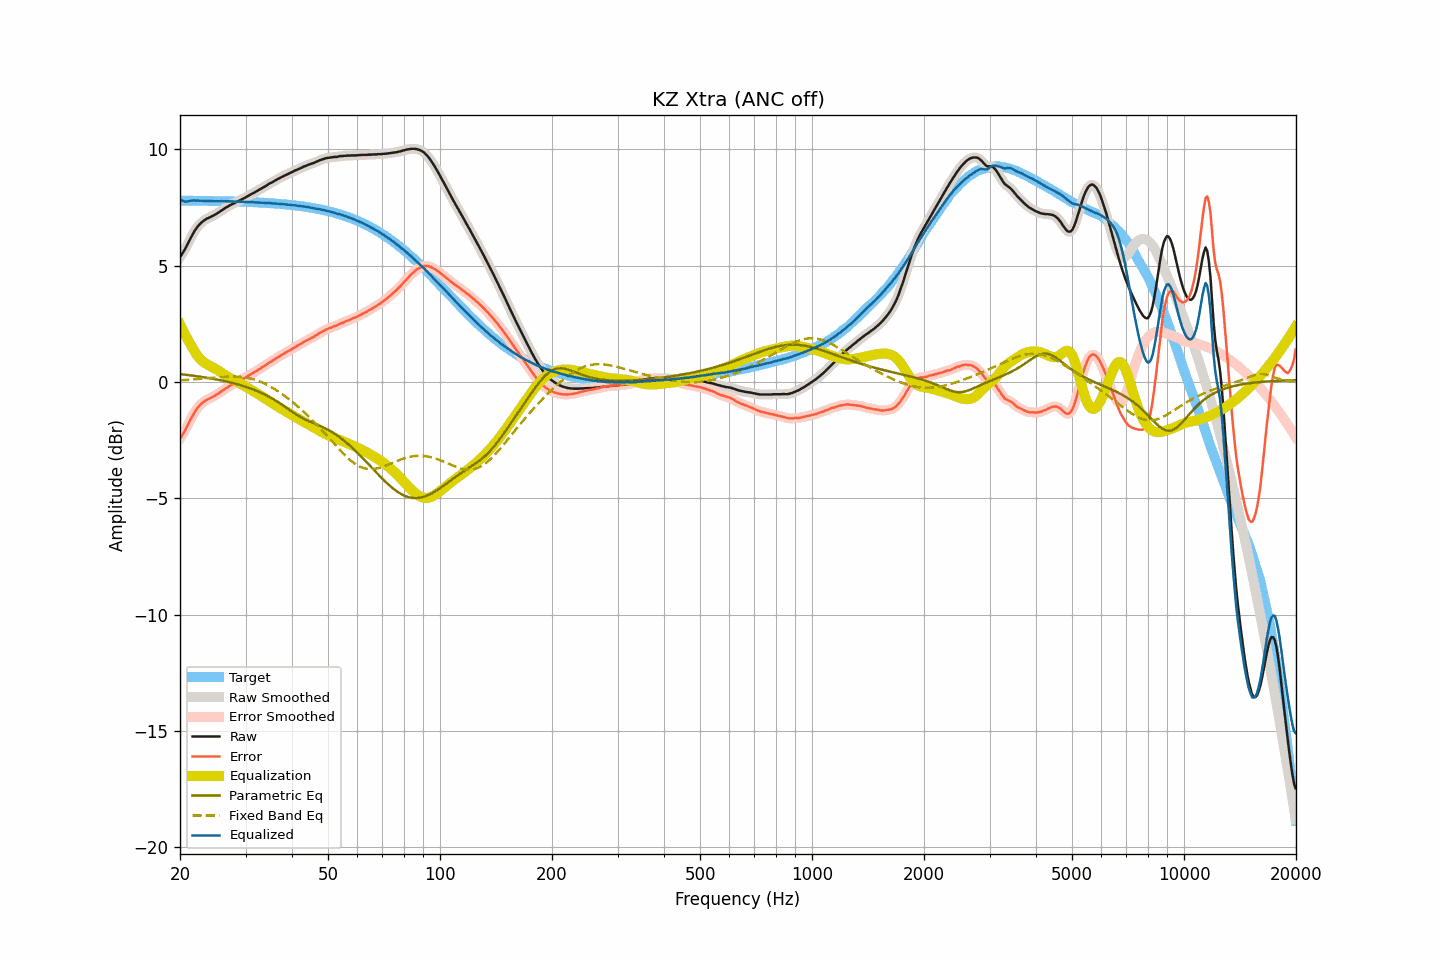 KZ Xtra (ANC off)
10
5
0
−5
−10
−15
−20
Amplitude (dBr)
Target
Raw Smoothed
Error Smoothed
Raw
Error
Equalization
Parametric Eq
Fixed Band Eq
Equalized
20 50 100 200 500 1000 2000 5000 10000 20000
Frequency (Hz)